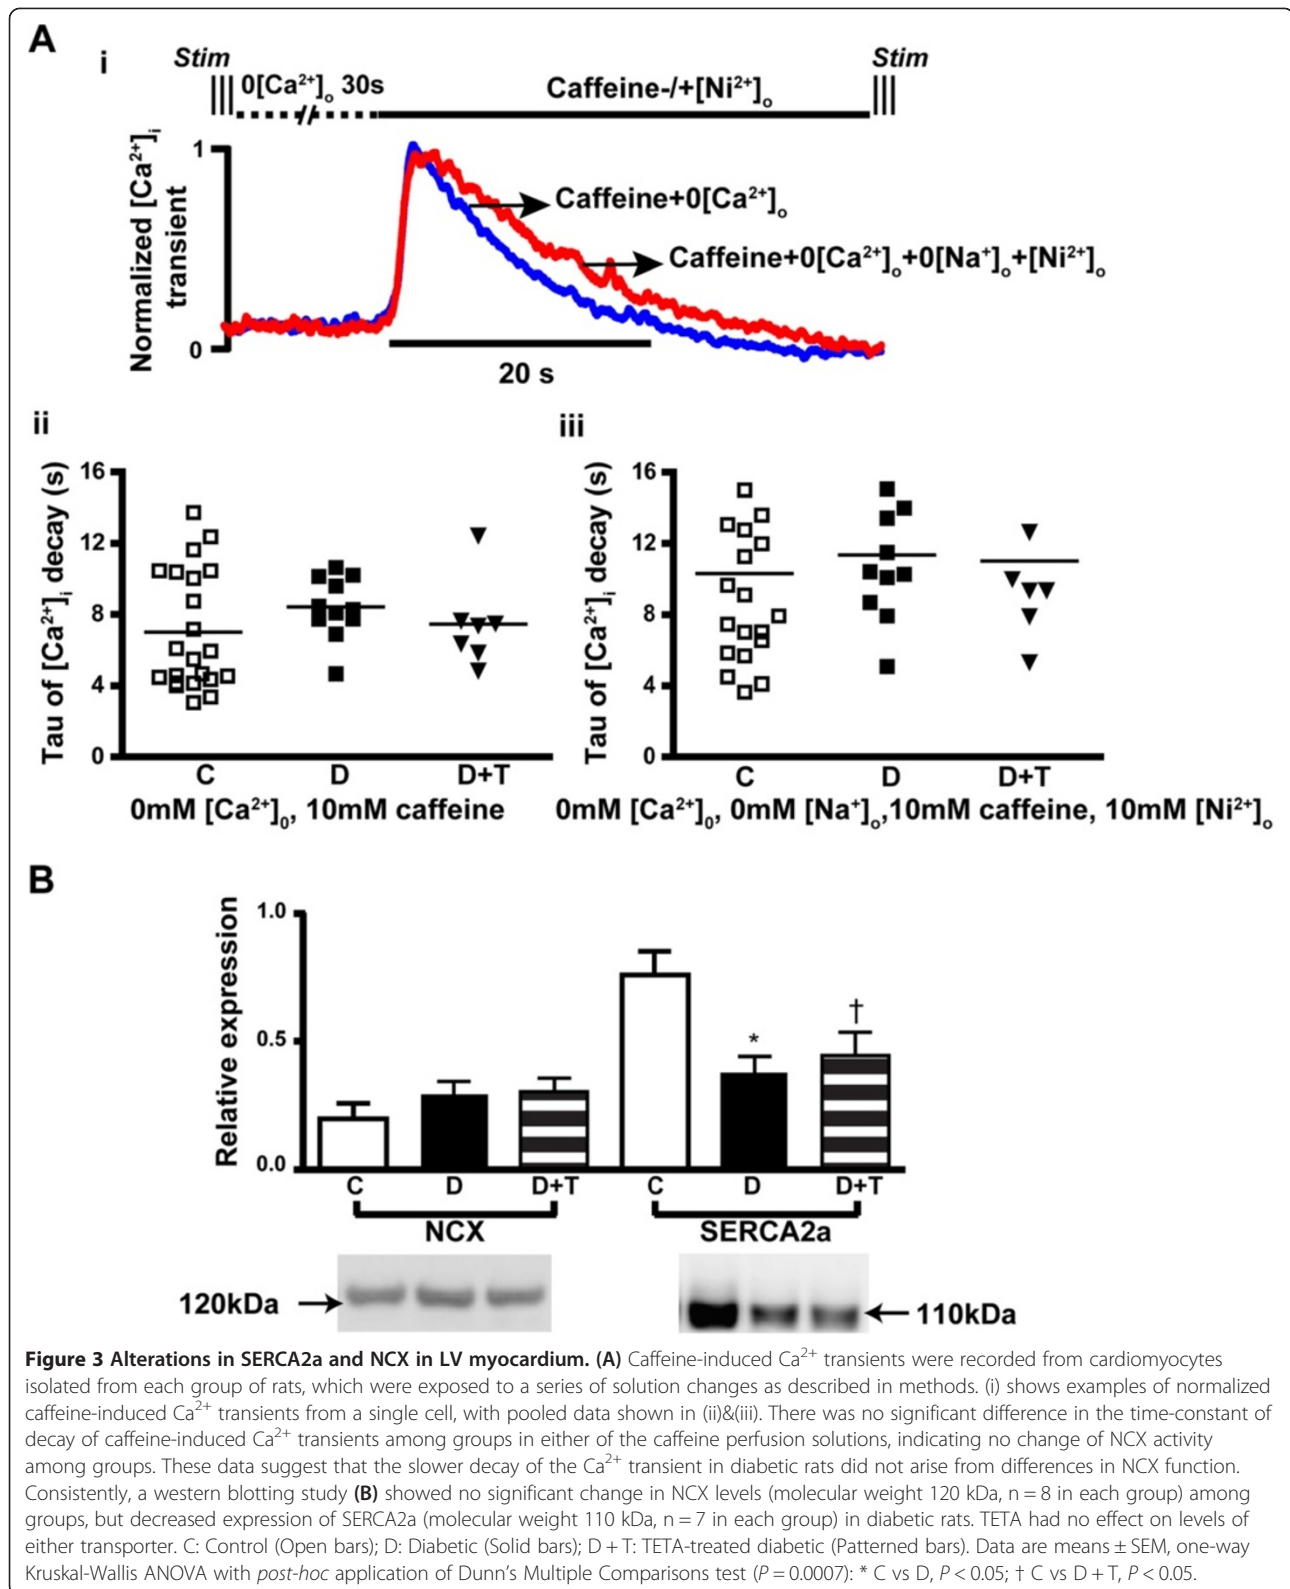 A
i
Stim
Stim
0[Ca²⁺]ₒ 30s
Caffeine-/+[Ni²⁺]ₒ
Normalized [Ca²⁺]ᵢ
transient
1
0
Caffeine+0[Ca²⁺]ₒ
Caffeine+0[Ca²⁺]ₒ+0[Na⁺]ₒ+[Ni²⁺]ₒ
20 s
ii
Tau of [Ca²⁺]ᵢ decay (s)
16
12
8
4
0
C D D+T
0mM [Ca²⁺]₀, 10mM caffeine
iii
Tau of [Ca²⁺]ᵢ decay (s)
16
12
8
4
0
C D D+T
0mM [Ca²⁺]₀, 0mM [Na⁺]ₒ,10mM caffeine, 10mM [Ni²⁺]ₒ
B
Relative expression
1.0
0.5
0.0
* †
C D D+T C D D+T
NCX SERCA2a
120kDa 110kDa
Figure 3 Alterations in SERCA2a and NCX in LV myocardium. (A) Caffeine-induced Ca²⁺ transients were recorded from cardiomyocytes
isolated from each group of rats, which were exposed to a series of solution changes as described in methods. (i) shows examples of normalized
caffeine-induced Ca²⁺ transients from a single cell, with pooled data shown in (ii)&(iii). There was no significant difference in the time-constant of
decay of caffeine-induced Ca²⁺ transients among groups in either of the caffeine perfusion solutions, indicating no change of NCX activity
among groups. These data suggest that the slower decay of the Ca²⁺ transient in diabetic rats did not arise from differences in NCX function.
Consistently, a western blotting study (B) showed no significant change in NCX levels (molecular weight 120 kDa, n = 8 in each group) among
groups, but decreased expression of SERCA2a (molecular weight 110 kDa, n = 7 in each group) in diabetic rats. TETA had no effect on levels of
either transporter. C: Control (Open bars); D: Diabetic (Solid bars); D + T: TETA-treated diabetic (Patterned bars). Data are means ± SEM, one-way
Kruskal-Wallis ANOVA with post-hoc application of Dunn's Multiple Comparisons test (P = 0.0007): * C vs D, P < 0.05; † C vs D + T, P < 0.05.